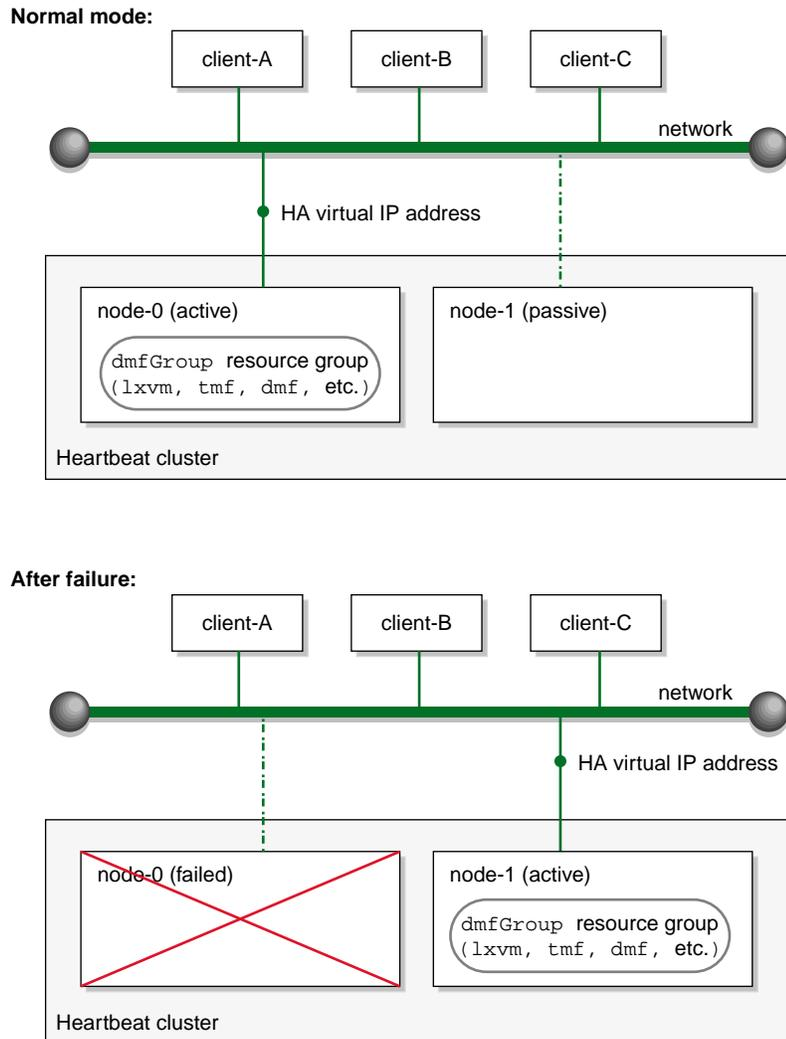 Normal mode:
client-A
client-B
client-C
network
HA virtual IP address
node-0 (active)
node-1 (passive)
dmfGroup resource group
(lxvm, tmf, dmf, etc.)
Heartbeat cluster
After failure:
client-A
client-B
client-C
network
HA virtual IP address
node-0 (failed)
node-1 (active)
dmfGroup resource group
(lxvm, tmf, dmf, etc.)
Heartbeat cluster